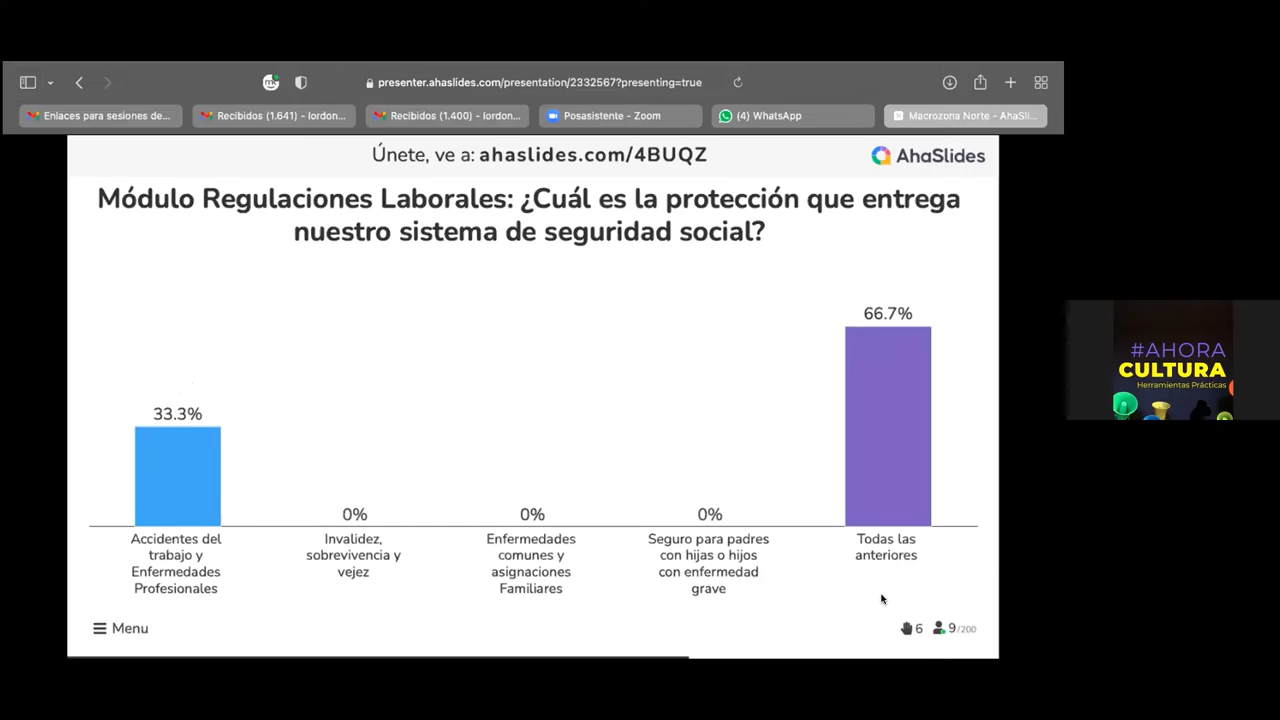 presenter.ahaslides.com/presentation/2332567?presenting=true
Enlaces para sesiones de...
Recibidos (1.641) - lordon...
Recibidos (1.400) - lordon...
Posasistente - Zoom
(4) WhatsApp
Macrozona Norte - AhaSli...
Únete, ve a: ahaslides.com/4BUQZ
AhaSlides
Módulo Regulaciones Laborales: ¿Cuál es la protección que entrega
nuestro sistema de seguridad social?
66.7%
33.3%
0%
0%
0%
Accidentes del
trabajo y
Enfermedades
Profesionales
Invalidez,
sobrevivencia y
vejez
Enfermedades
comunes y
asignaciones
Familiares
Seguro para padres
con hijas o hijos
con enfermedad
grave
Todas las
anteriores
Menu
6
9/200
#AHORA
CULTURA
Herramientas Prácticas